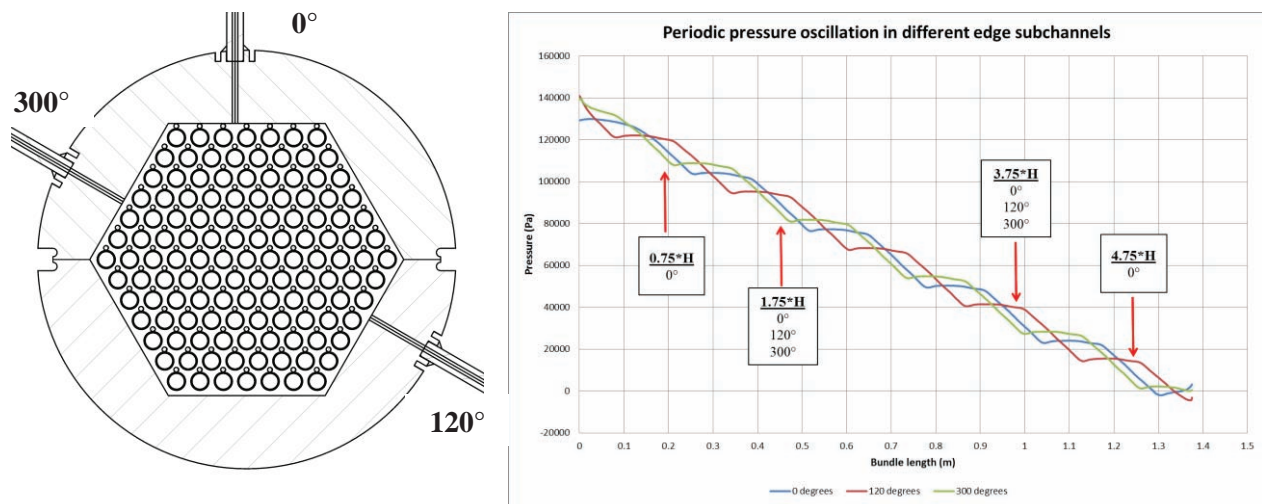 0°
300°
120°
Periodic pressure oscillation in different edge subchannels
Pressure (Pa)
160000
140000
120000
100000
80000
60000
40000
20000
0
-20000
0.75*H
0°
1.75*H
0°
120°
300°
3.75*H
0°
120°
300°
4.75*H
0°
0 0.1 0.2 0.3 0.4 0.5 0.6 0.7 0.8 0.9 1 1.1 1.2 1.3 1.4 1.5
Bundle length (m)
0 degrees 120 degrees 300 degrees